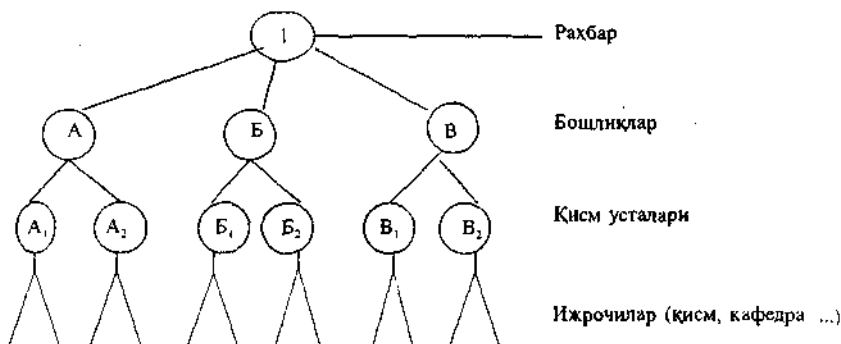 1 Раҳбар
А Б В Бошлиқлар
А₁ А₂ Б₁ Б₂ В₁ В₂ Қисм усталари
Ижрочилар (қисм, кафедра ...)